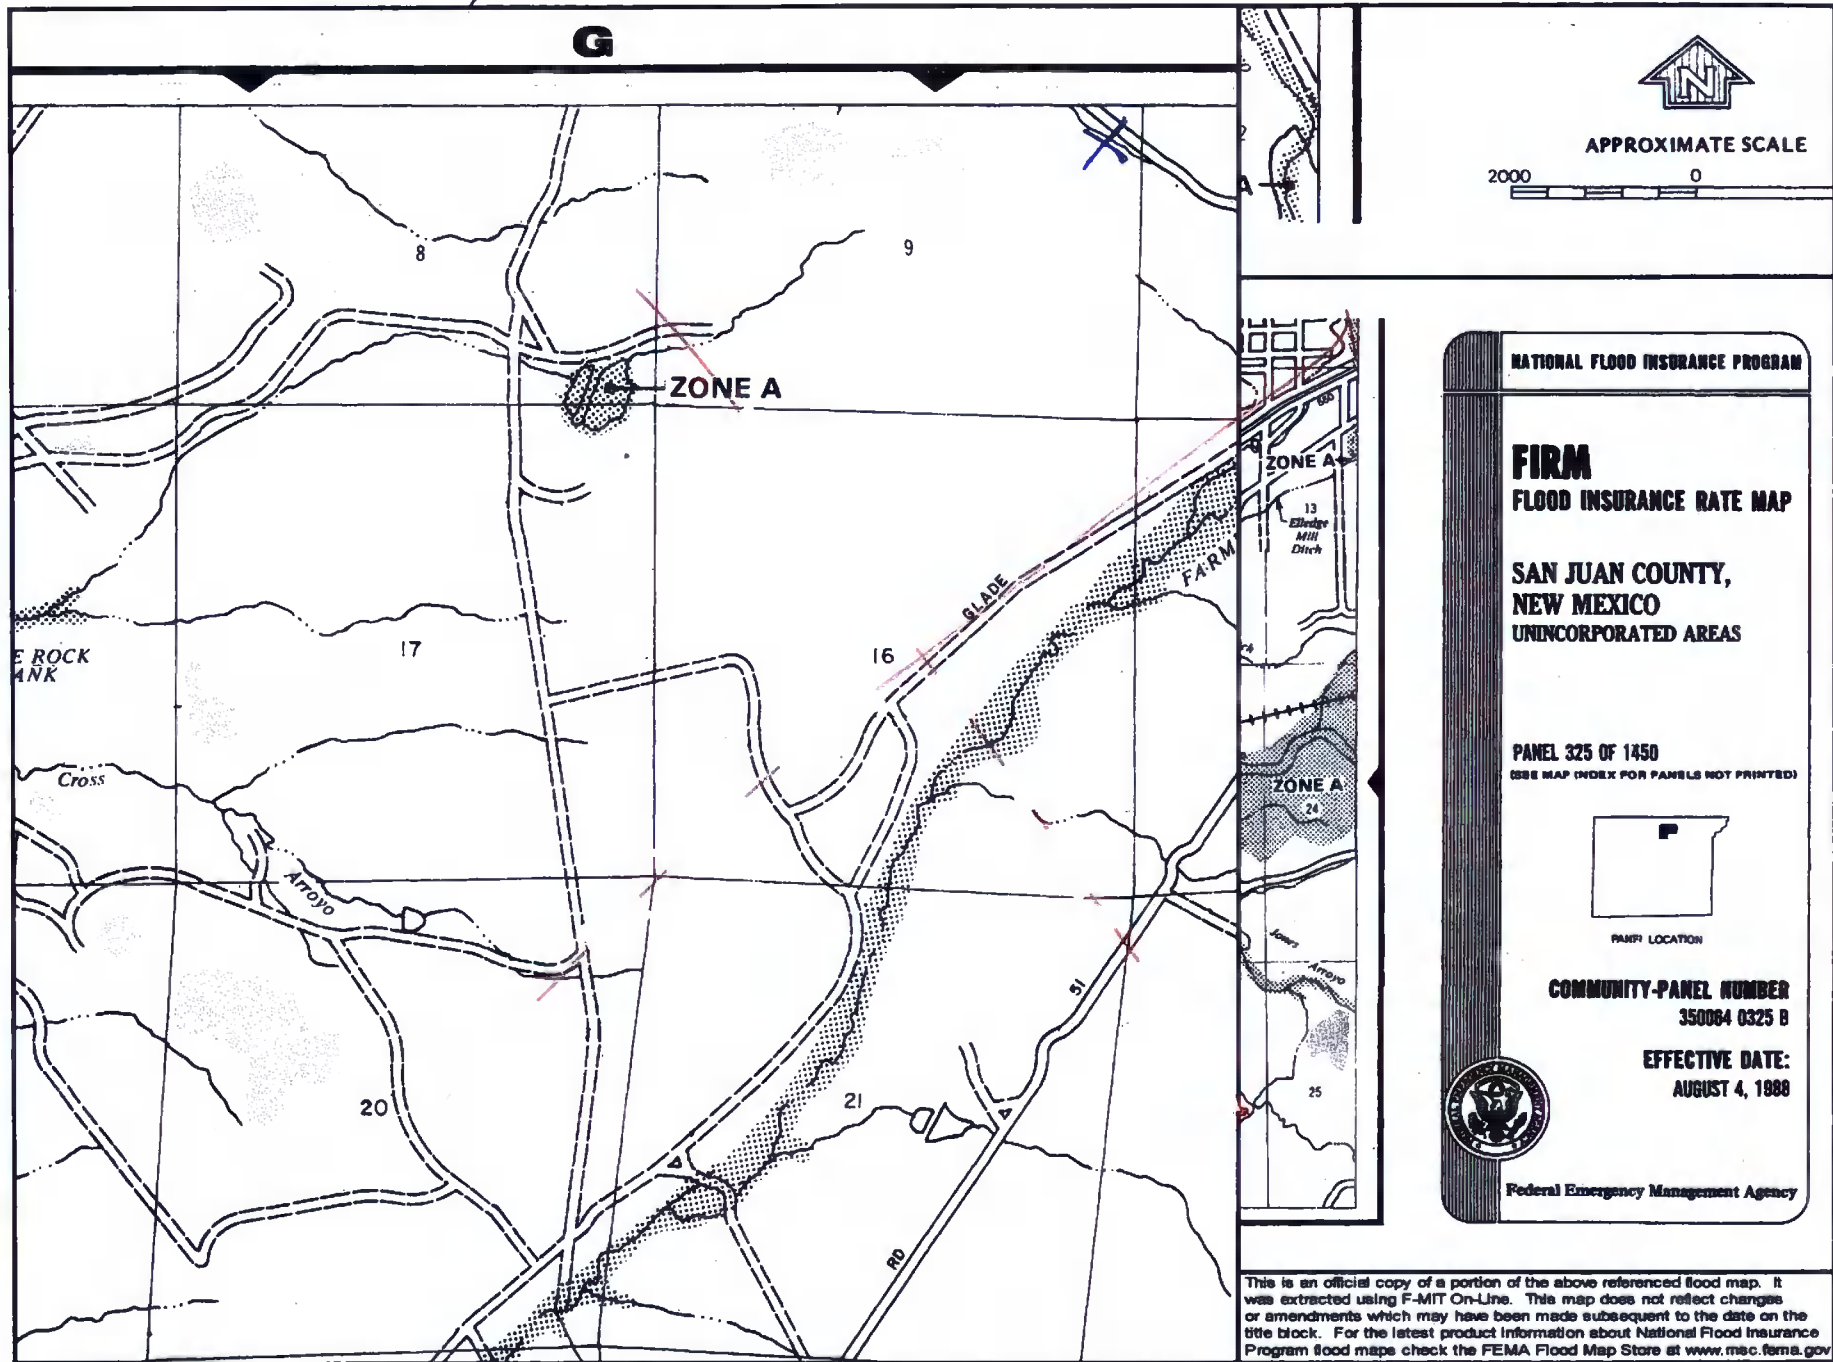 G
N
APPROXIMATE SCALE
2000 0
8
9
ZONE A
ZONE A
13
Elledge
Mill
Ditch
GLADE
FARM
E ROCK
ANK
17
16
Cross
Arroyo
ZONE A
24
Jones
Arroyo
51
20
21
25
RD
NATIONAL FLOOD INSURANCE PROGRAM
FIRM
FLOOD INSURANCE RATE MAP
SAN JUAN COUNTY,
NEW MEXICO
UNINCORPORATED AREAS
PANEL 325 OF 1450
(SEE MAP INDEX FOR PANELS NOT PRINTED)
PANEL LOCATION
COMMUNITY-PANEL NUMBER
350064 0325 B
EFFECTIVE DATE:
AUGUST 4, 1988
Federal Emergency Management Agency
This is an official copy of a portion of the above referenced flood map. It
was extracted using F-MIT On-Line. This map does not reflect changes
or amendments which may have been made subsequent to the date on the
title block. For the latest product information about National Flood Insurance
Program flood maps check the FEMA Flood Map Store at www.msc.fema.gov